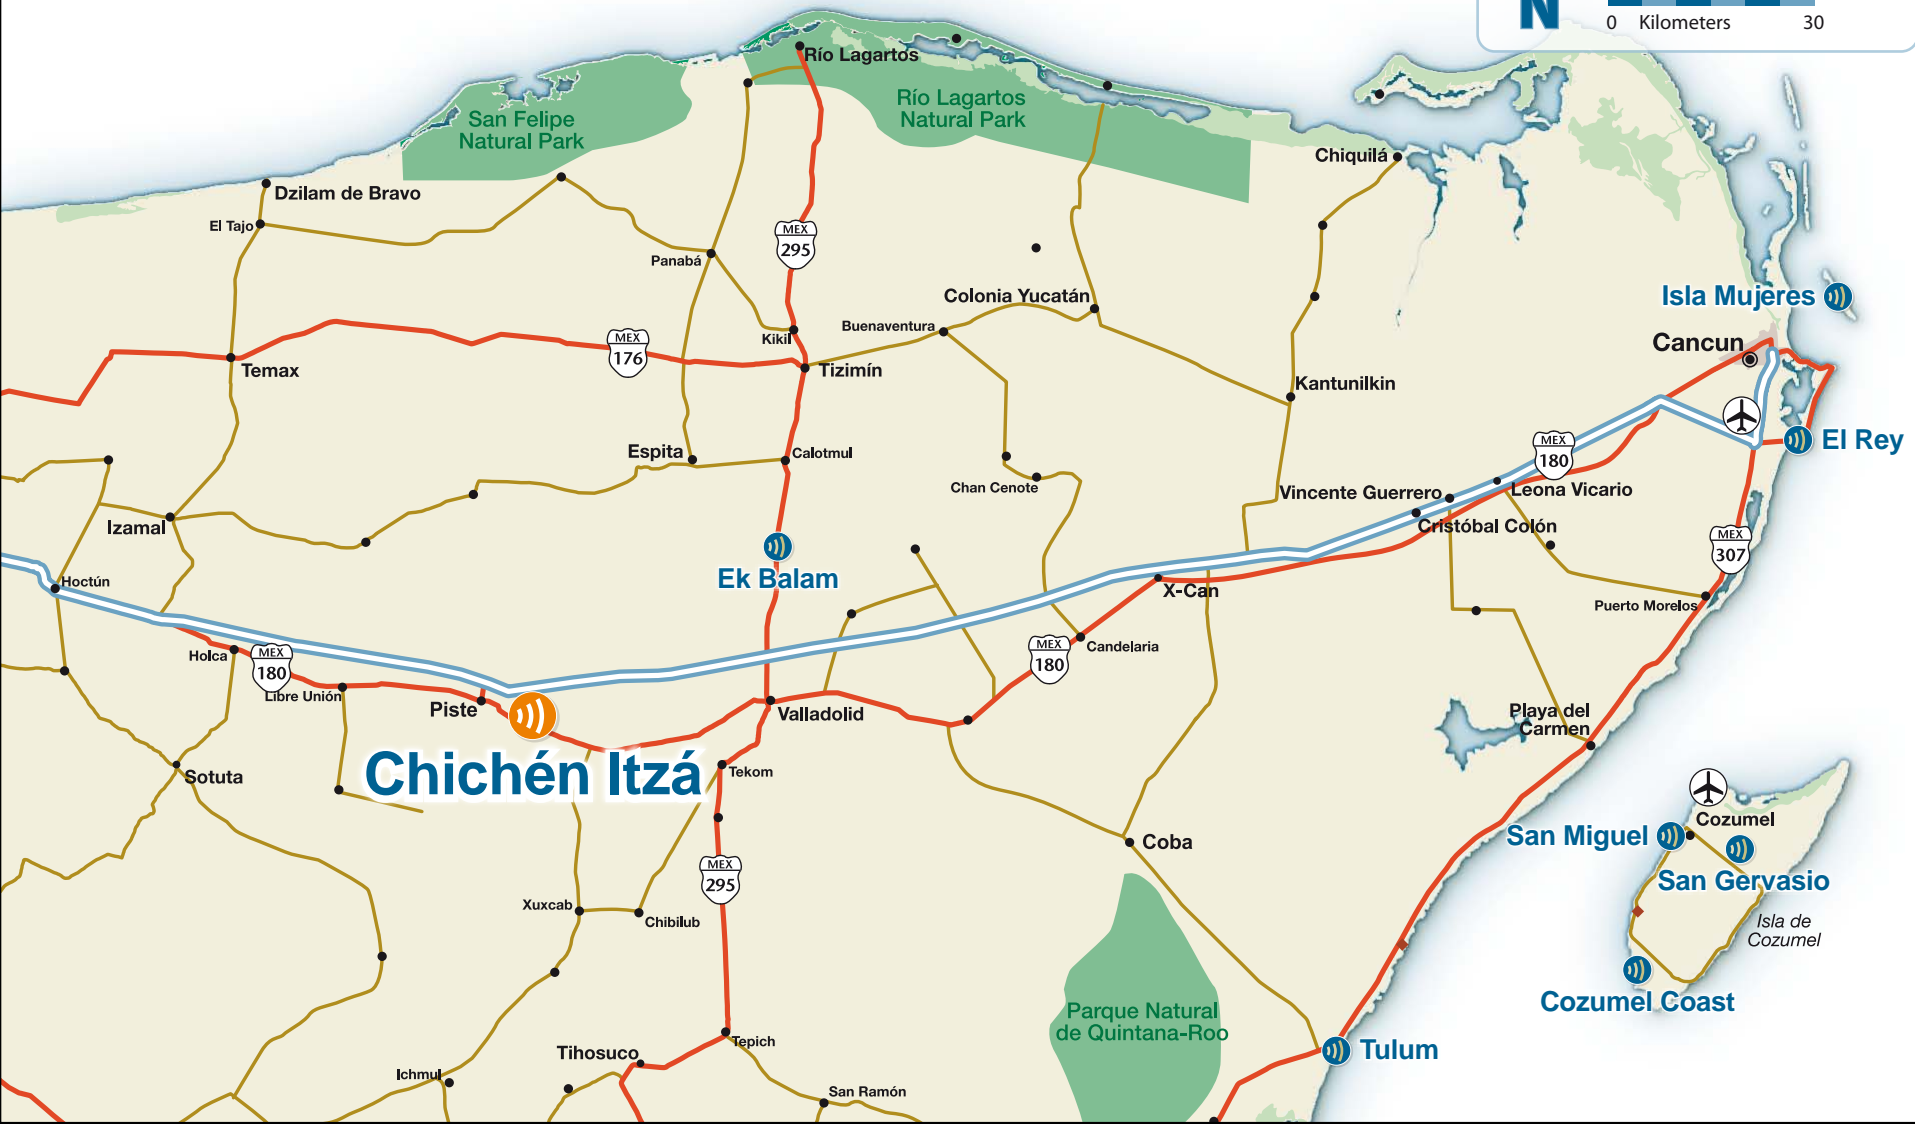 N
0 Kilometers 30
Río Lagartos
San Felipe
Natural Park
Río Lagartos
Natural Park
Chiquilá
Dzilam de Bravo
El Tajo
MEX
295
Panabá
Colonia Yucatán
Isla Mujeres
Buenaventura
Kikil
Cancun
MEX
176
Temax
Tizimín
Kantunilkin
El Rey
Espita
Calotmul
MEX
180
Chan Cenote
Vincente Guerrero
Leona Vicario
Izamal
Cristóbal Colón
MEX
307
Hoctún
Ek Balam
X-Can
Puerto Morelos
Holca
MEX
180
Libre Unión
MEX
180
Candelaria
Piste
Valladolid
Playa del
Carmen
Chichén Itzá
Tekom
Sotuta
Cozumel
San Miguel
Coba
MEX
295
San Gervasio
Xuxcab
Chibilub
Isla de
Cozumel
Cozumel Coast
Parque Natural
de Quintana-Roo
Tepich
Tihosuco
Tulum
Ichmul
San Ramón